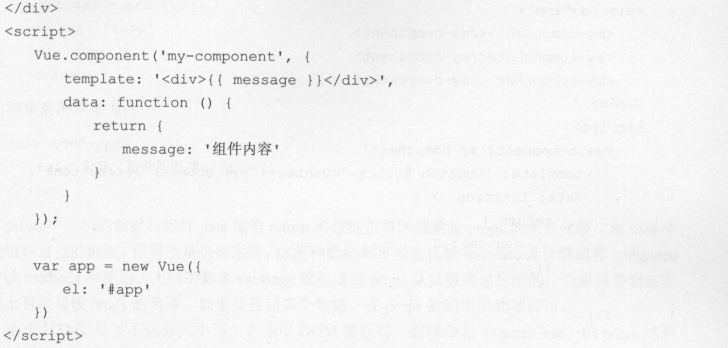 </div>
<script>
    Vue.component('my-component', {
        template: '<div>{{ message }}</div>',
        data: function () {
            return {
                message: '组件内容'
            }
        }
    });

    var app = new Vue({
        el: '#app'
    })
</script>